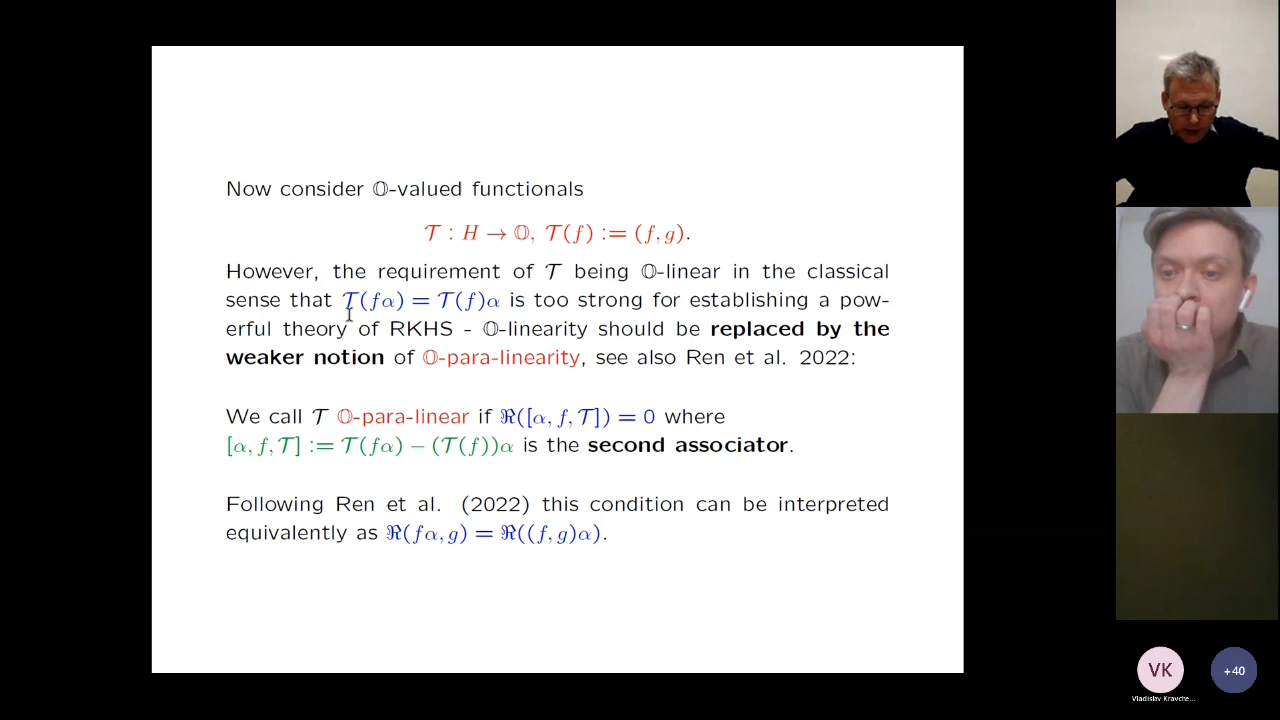 Now consider 𝕆-valued functionals
𝒯 : H → 𝕆, 𝒯(f) := (f, g).
However, the requirement of 𝒯 being 𝕆-linear in the classical
sense that 𝒯(fα) = 𝒯(f)α is too strong for establishing a pow-
erful theory of RKHS - 𝕆-linearity should be replaced by the
weaker notion of 𝕆-para-linearity, see also Ren et al. 2022:
We call 𝒯 𝕆-para-linear if ℜ([α, f, 𝒯]) = 0 where
[α, f, 𝒯] := 𝒯(fα) − (𝒯(f))α is the second associator.
Following Ren et al. (2022) this condition can be interpreted
equivalently as ℜ(fα, g) = ℜ((f, g)α).
VK
+40
Vladislav Kravche...